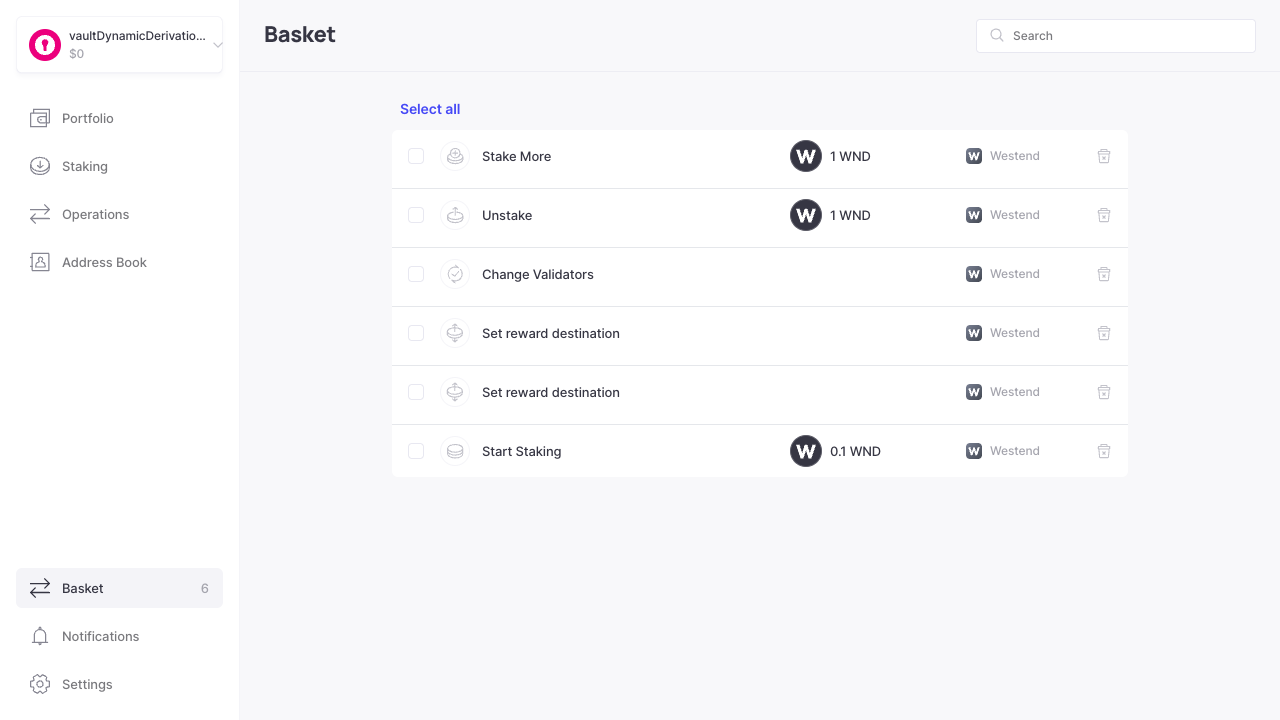 vaultDynamicDerivatio...
$0
Portfolio
Staking
Operations
Address Book
Basket 6
Notifications
Settings
Basket
Search
Select all
Stake More W 1 WND W Westend
Unstake W 1 WND W Westend
Change Validators W Westend
Set reward destination W Westend
Set reward destination W Westend
Start Staking W 0.1 WND W Westend